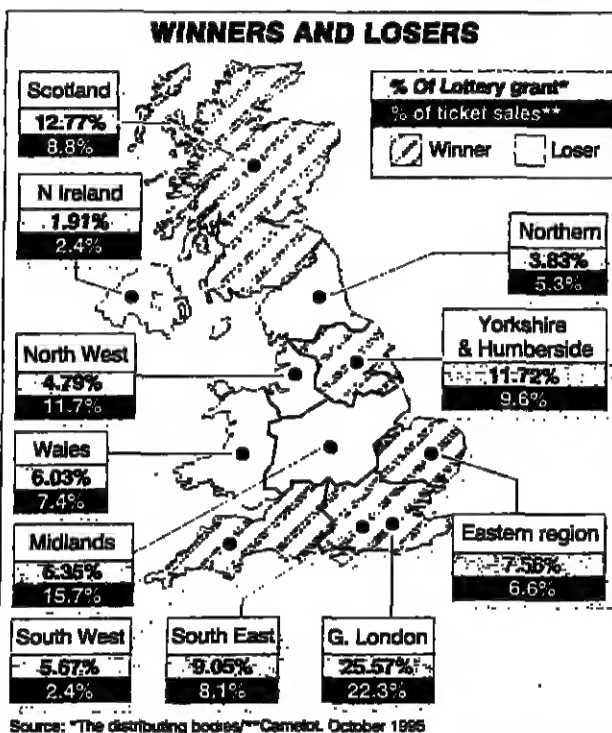 WINNERS AND LOSERS
Scotland
12.77%
8.8%
% Of Lottery grant*
% of ticket sales**
Winner
Loser
N Ireland
1.91%
2.4%
Northern
3.83%
5.3%
North West
4.79%
11.7%
Yorkshire
& Humberside
11.72%
9.6%
Wales
6.03%
7.4%
Midlands
6.35%
15.7%
Eastern region
7.56%
6.6%
South West
5.67%
2.4%
South East
9.05%
8.1%
G. London
25.57%
22.3%
Source: *The distributing bodies/**Camelot. October 1995